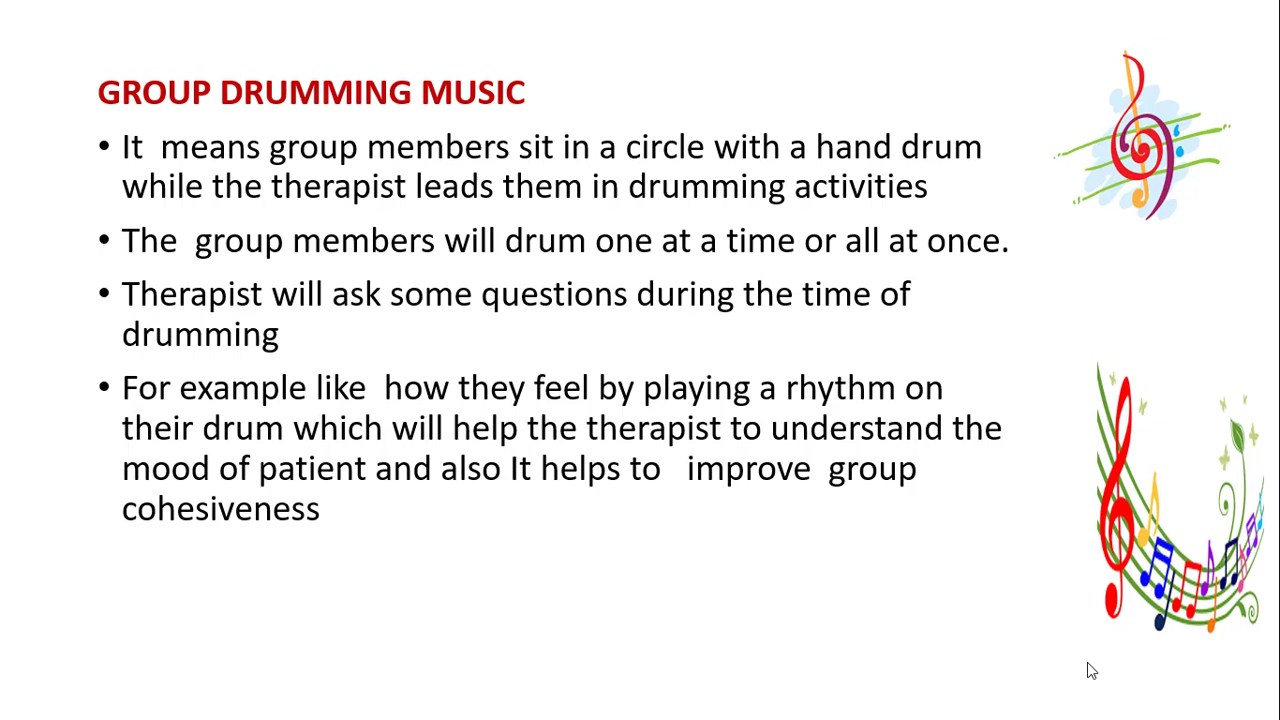 GROUP DRUMMING MUSIC
• It  means group members sit in a circle with a hand drum
while the therapist leads them in drumming activities
• The  group members will drum one at a time or all at once.
• Therapist will ask some questions during the time of
drumming
• For example like  how they feel by playing a rhythm on
their drum which will help the therapist to understand the
mood of patient and also It helps to   improve  group
cohesiveness